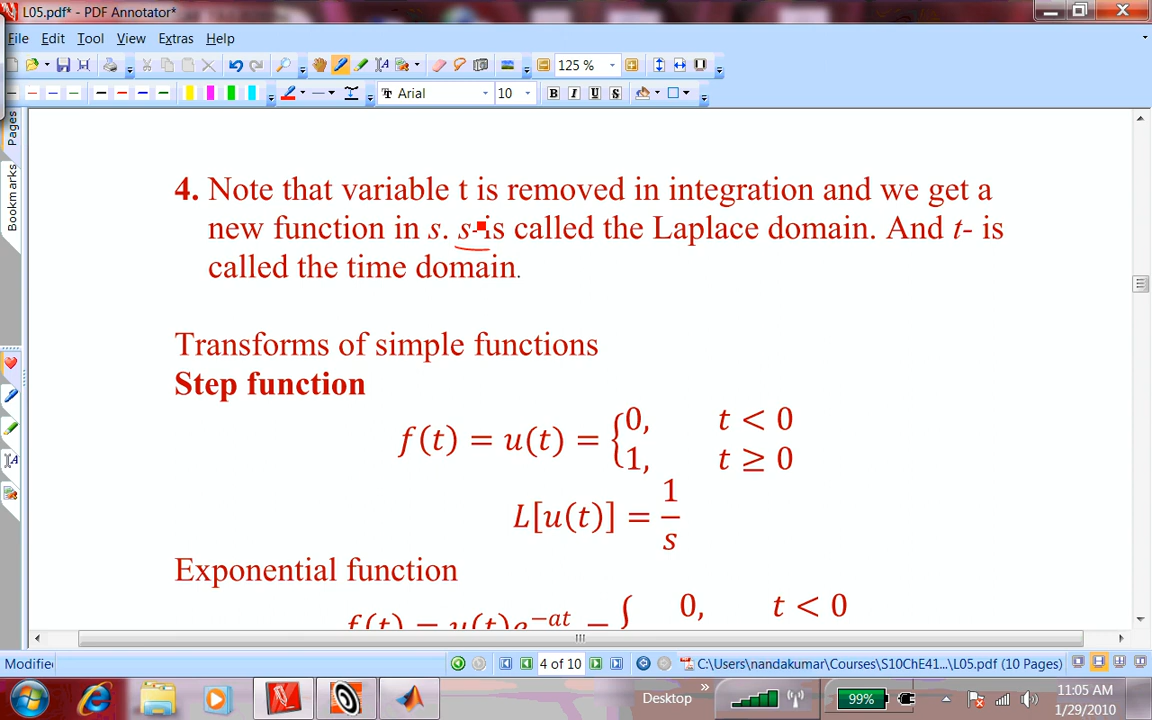 L05.pdf* - PDF Annotator*
File Edit Tool View Extras Help
125 %
Arial 10 B I U S
Pages
Bookmarks
4. Note that variable t is removed in integration and we get a
new function in s. s- is called the Laplace domain. And t- is
called the time domain.
Transforms of simple functions
Step function
f(t) = u(t) = {0, t < 0
1, t ≥ 0
L[u(t)] = 1/s
Exponential function
f(t) = u(t)e^{−at} = { 0, t < 0
Modified 4 of 10 C:\Users\nandakumar\Courses\S10ChE41...\L05.pdf (10 Pages)
Desktop » 99% 11:05 AM
1/29/2010